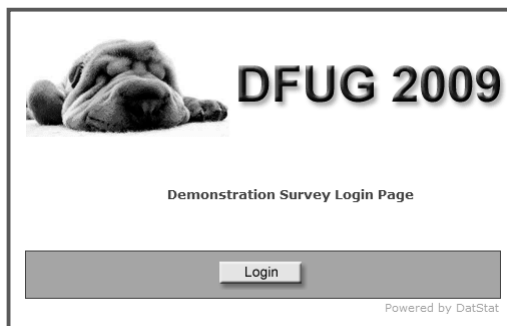 DFUG 2009
Demonstration Survey Login Page
Login
Powered by DatStat